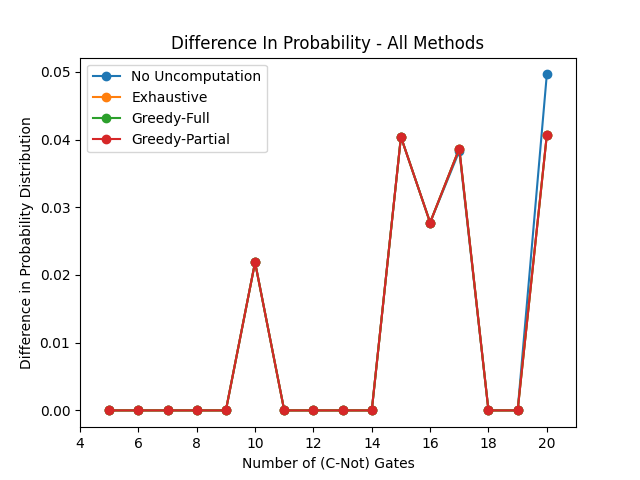 Difference In Probability - All Methods
No Uncomputation
Exhaustive
Greedy-Full
Greedy-Partial
Difference in Probability Distribution
0.05
0.04
0.03
0.02
0.01
0.00
4 6 8 10 12 14 16 18 20
Number of (C-Not) Gates